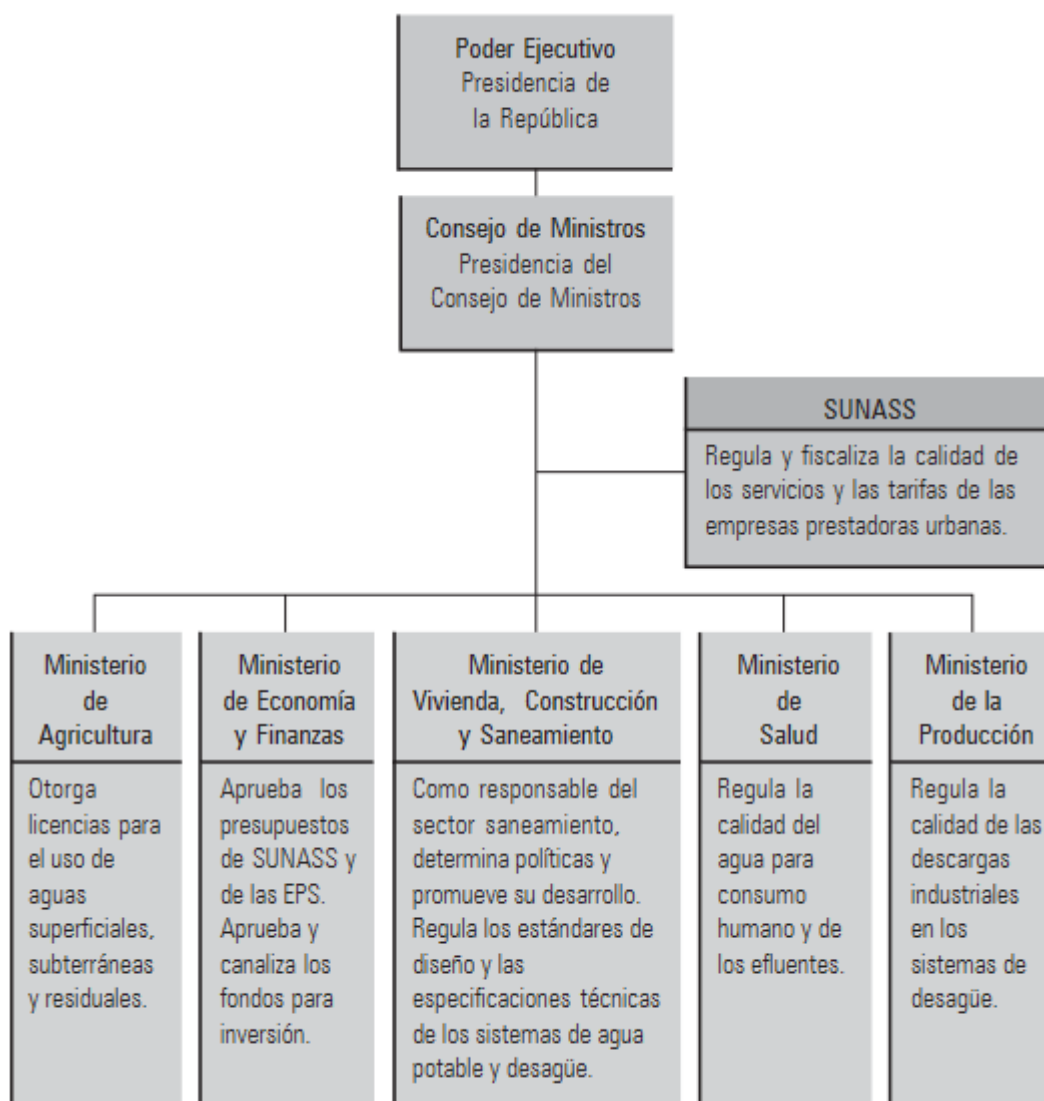 Poder Ejecutivo
Presidencia de
la República
Consejo de Ministros
Presidencia del
Consejo de Ministros
SUNASS
Regula y fiscaliza la calidad de
los servicios y las tarifas de las
empresas prestadoras urbanas.
Ministerio
de
Agricultura
Otorga
licencias para
el uso de
aguas
superficiales,
subterráneas
y residuales.
Ministerio
de Economía
y Finanzas
Aprueba los
presupuestos
de SUNASS y
de las EPS.
Aprueba y
canaliza los
fondos para
inversión.
Ministerio de
Vivienda, Construcción
y Saneamiento
Como responsable del
sector saneamiento,
determina políticas y
promueve su desarrollo.
Regula los estándares de
diseño y las
especificaciones técnicas
de los sistemas de agua
potable y desagüe.
Ministerio
de
Salud
Regula la
calidad del
agua para
consumo
humano y de
los efluentes.
Ministerio
de la
Producción
Regula la
calidad de las
descargas
industriales
en los
sistemas de
desagüe.